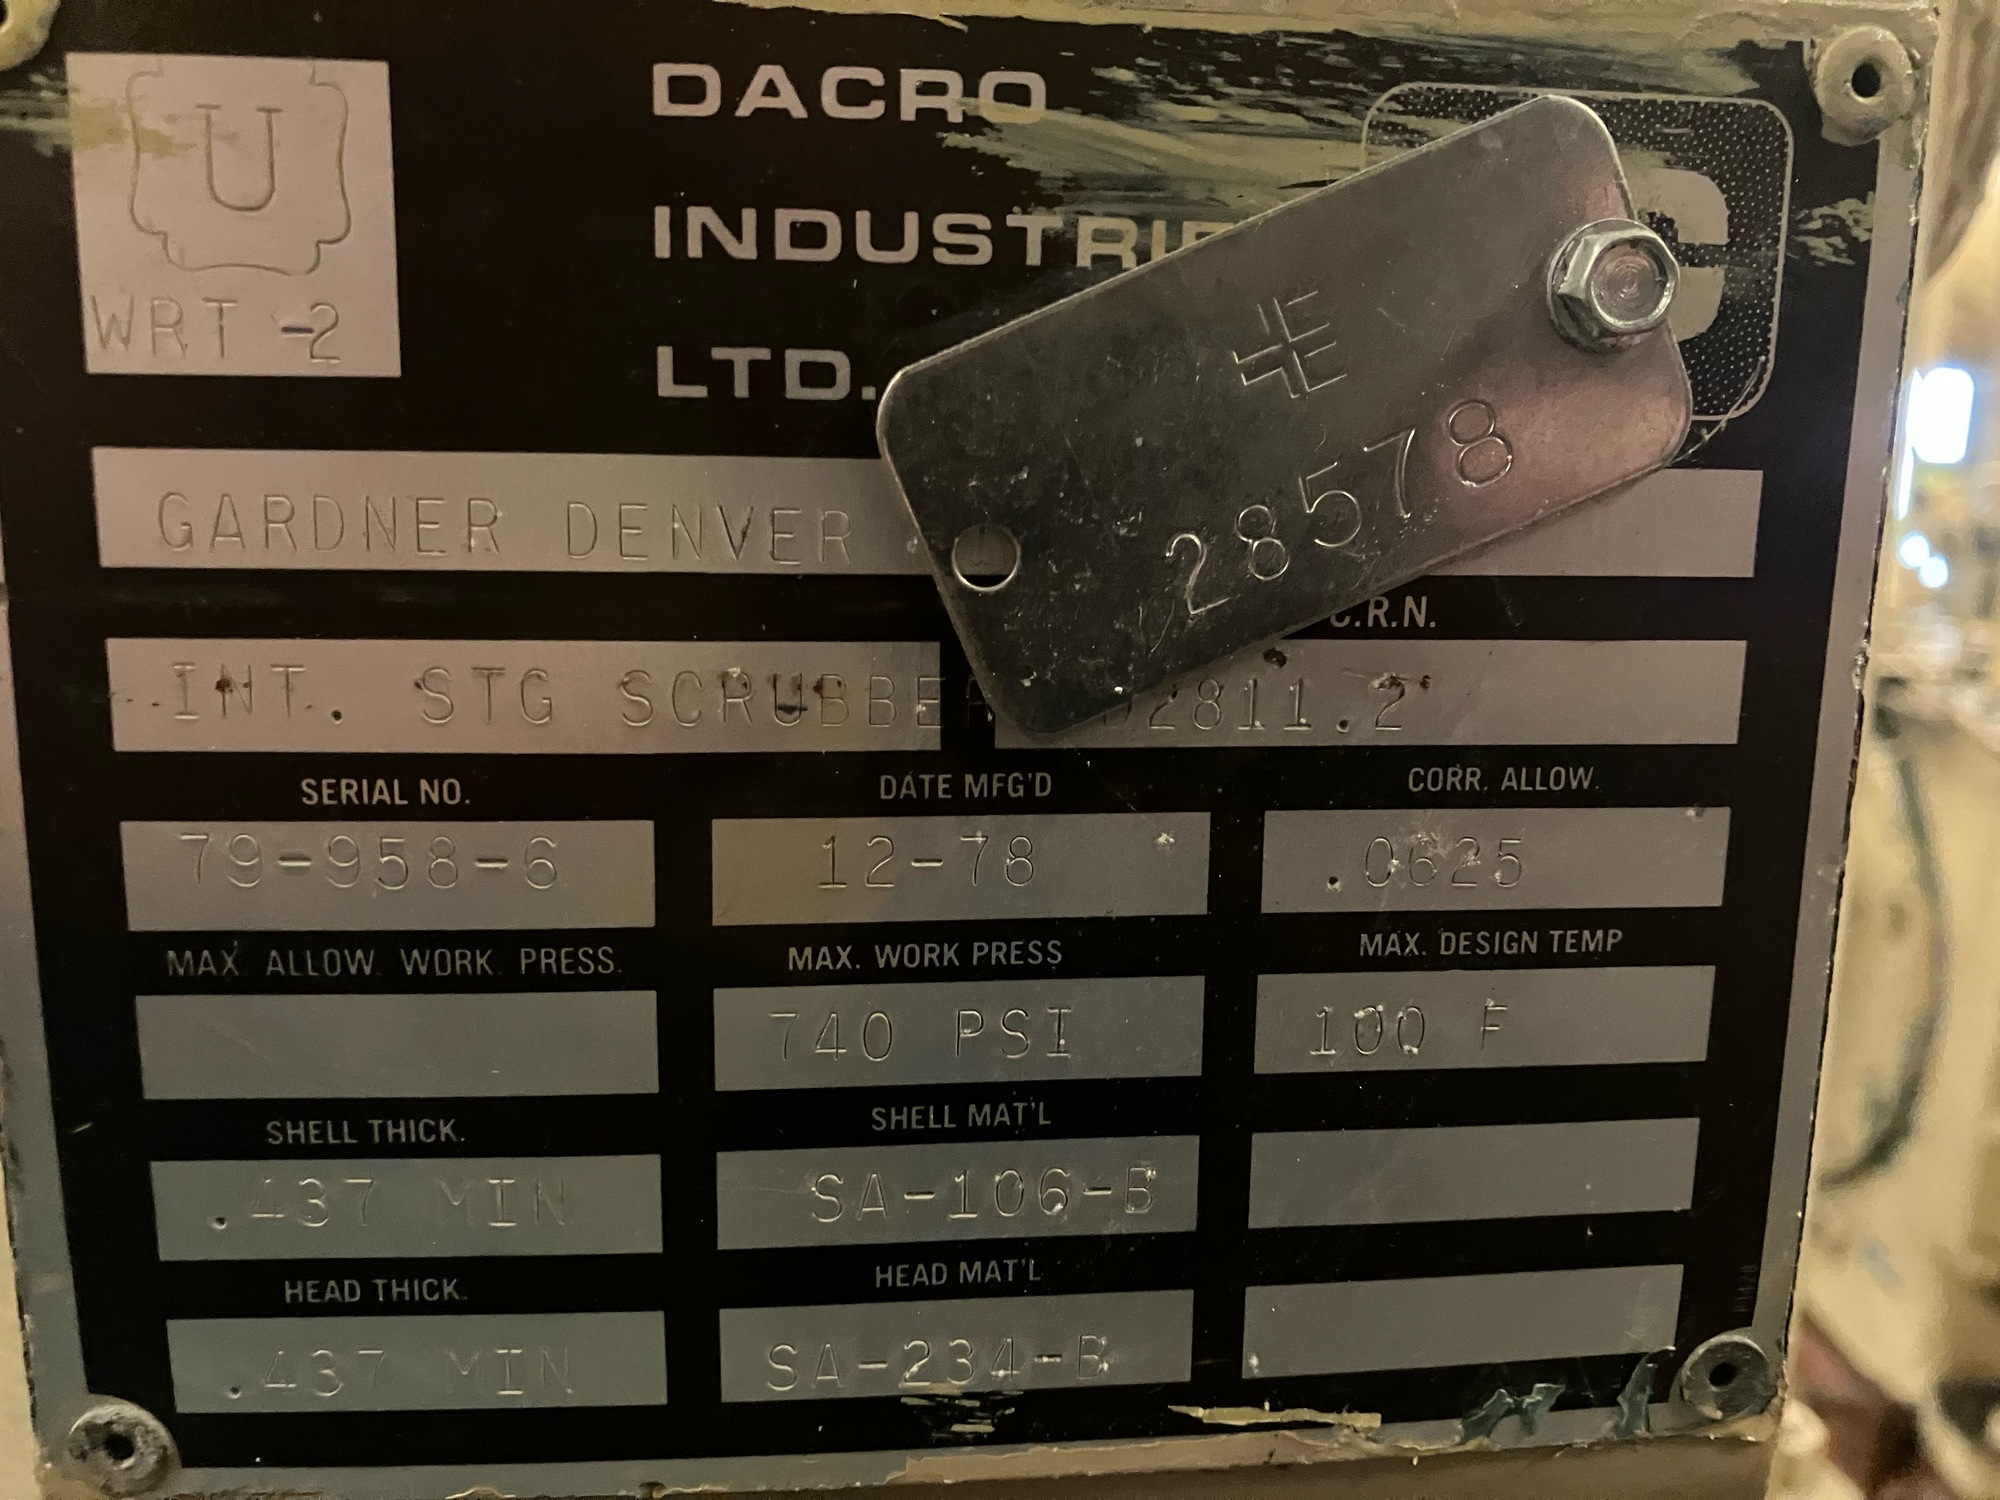 U
WRT-2
DACRO
INDUSTRIE
LTD.
28578
GARDNER DENVER
C.R.N.
INT. STG SCRUBBER 2811.2
SERIAL NO. DATE MFG'D CORR. ALLOW.
79-958-6 12-78 .0625
MAX ALLOW WORK PRESS. MAX. WORK PRESS MAX. DESIGN TEMP
740 PSI 100 F
SHELL THICK. SHELL MAT'L
.437 MIN SA-106-B
HEAD THICK. HEAD MAT'L
.437 MIN SA-234-B